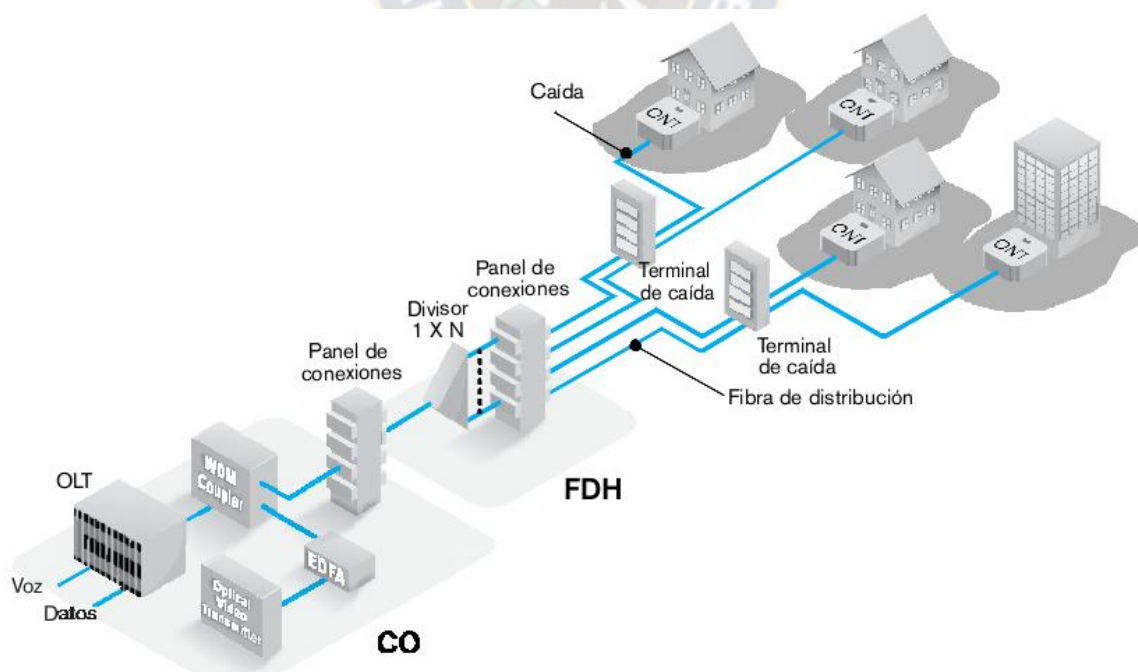 Caída
ONT
ONT
ONT
ONT
Panel de
conexiones
Terminal
de caída
Divisor
1 X N
Panel de
conexiones
Terminal
de caída
Fibra de distribución
FDH
OLT
WDM
Coupler
EDFA
Optical
Video
Transmitter
Voz
Datos
CO